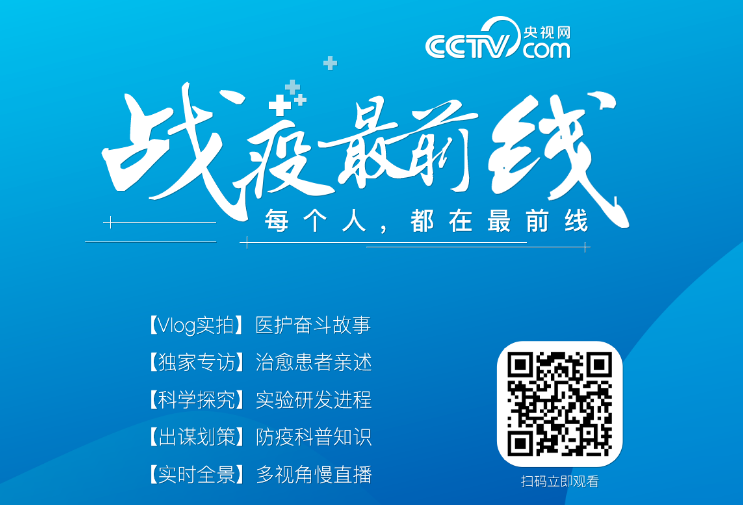 CCTV 央视网
com
战疫最前线
每个人，都在最前线
【Vlog实拍】医护奋斗故事
【独家专访】治愈患者亲述
【科学探究】实验研发进程
【出谋划策】防疫科普知识
【实时全景】多视角慢直播
扫码立即观看